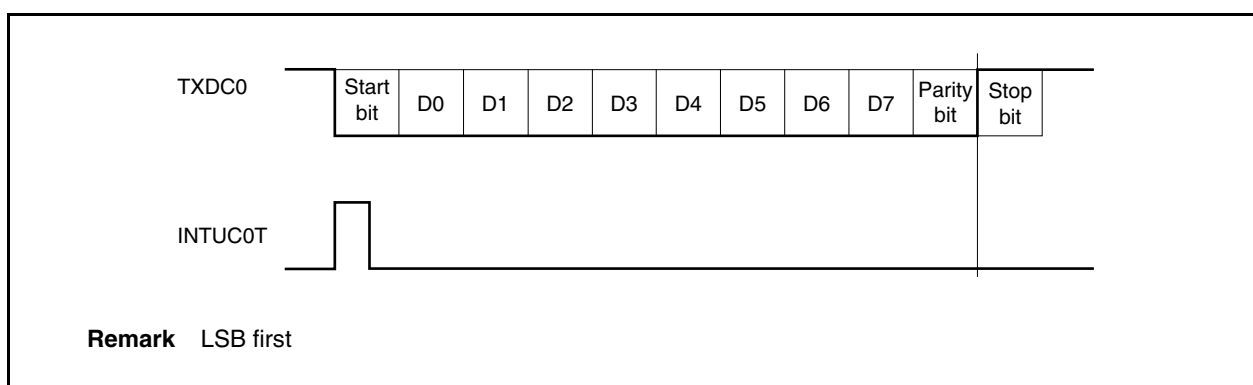 TXDC0
Start bit
D0
D1
D2
D3
D4
D5
D6
D7
Parity bit
Stop bit
INTUC0T
Remark LSB first